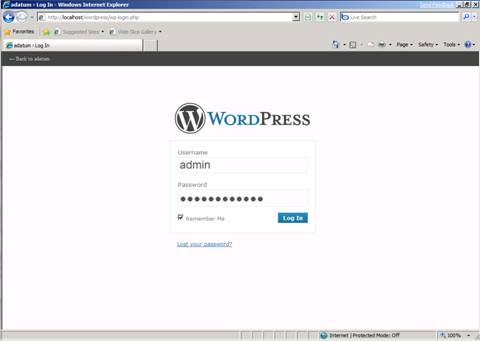 adatum › Log In - Windows Internet Explorer
Send Feedback
http://localhost/wordpress/wp-login.php
Live Search
Favorites
Suggested Sites
Web Slice Gallery
adatum › Log In
Page
Safety
Tools
← Back to adatum
WORDPRESS
Username
admin
Password
Remember Me
Log In
Lost your password?
Internet | Protected Mode: Off
100%